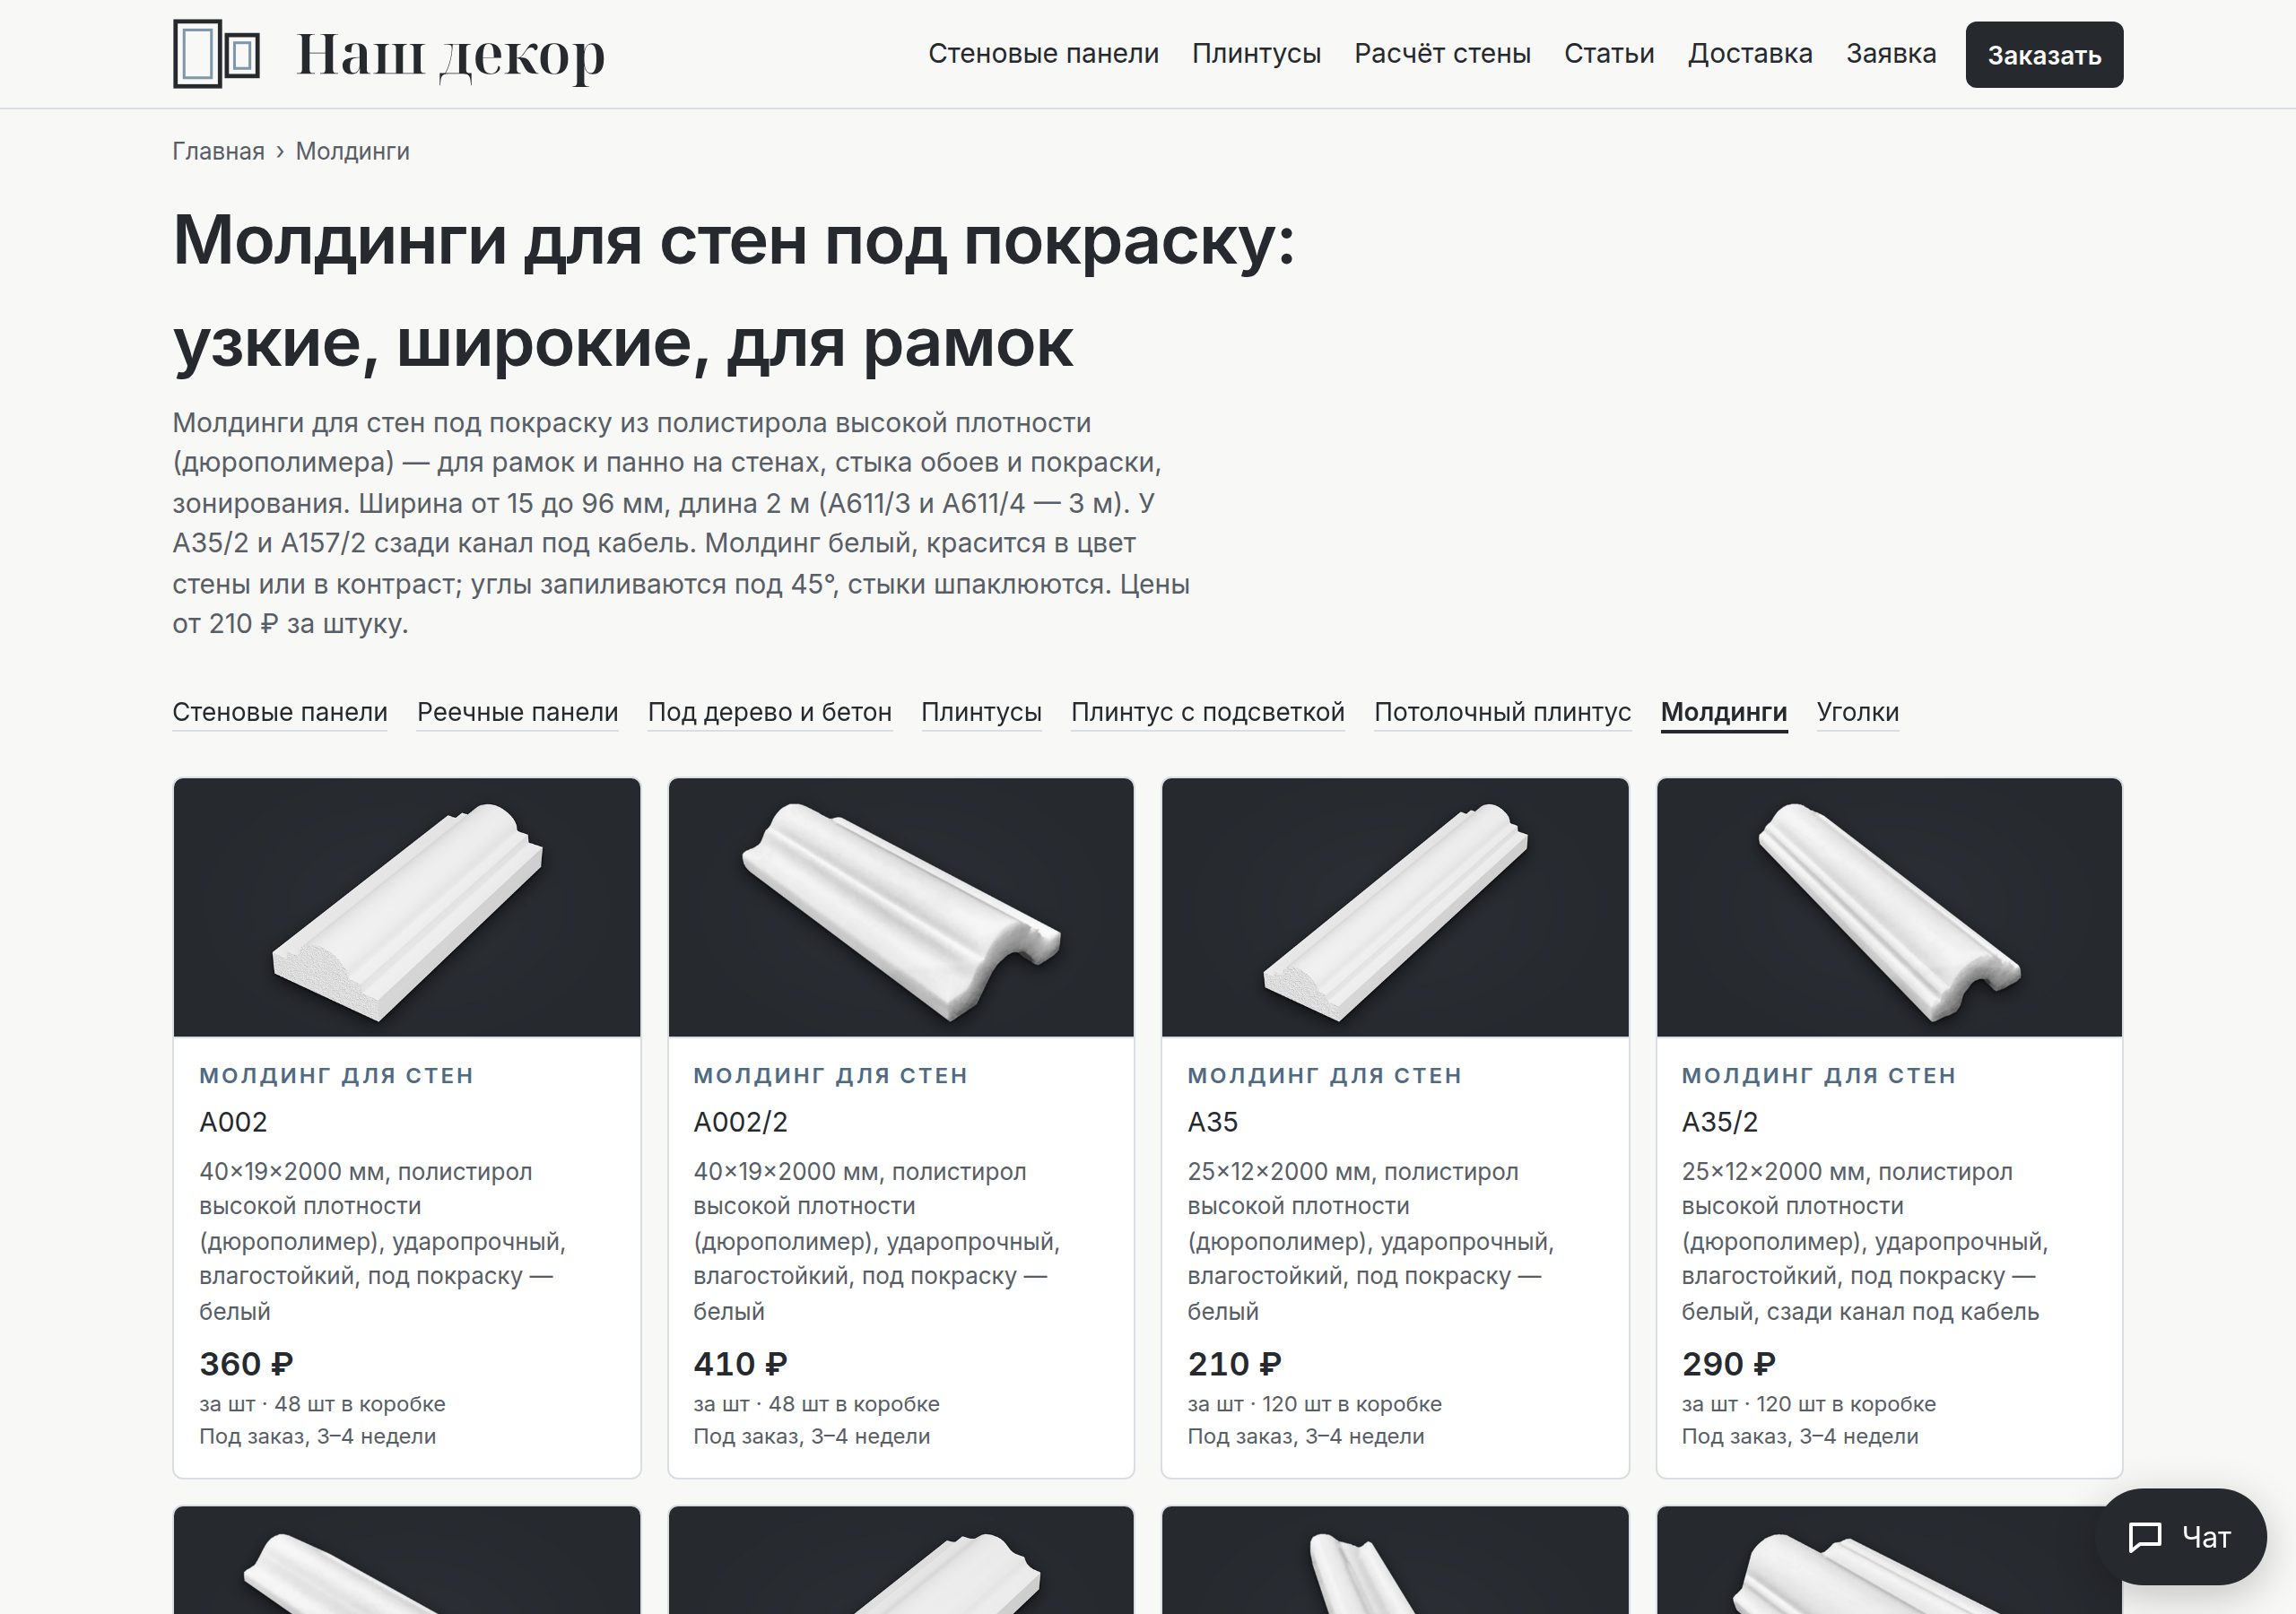 Наш декор
Стеновые панели Плинтусы Расчёт стены Статьи Доставка Заявка Заказать
Главная › Молдинги
Молдинги для стен под покраску:
узкие, широкие, для рамок
Молдинги для стен под покраску из полистирола высокой плотности
(дюрополимера) — для рамок и панно на стенах, стыка обоев и покраски,
зонирования. Ширина от 15 до 96 мм, длина 2 м (А611/3 и А611/4 — 3 м). У
А35/2 и А157/2 сзади канал под кабель. Молдинг белый, красится в цвет
стены или в контраст; углы запиливаются под 45°, стыки шпаклюются. Цены
от 210 ₽ за штуку.
Стеновые панели Реечные панели Под дерево и бетон Плинтусы Плинтус с подсветкой Потолочный плинтус Молдинги Уголки
МОЛДИНГ ДЛЯ СТЕН
А002
40×19×2000 мм, полистирол
высокой плотности
(дюрополимер), ударопрочный,
влагостойкий, под покраску —
белый
360 ₽
за шт · 48 шт в коробке
Под заказ, 3–4 недели
МОЛДИНГ ДЛЯ СТЕН
А002/2
40×19×2000 мм, полистирол
высокой плотности
(дюрополимер), ударопрочный,
влагостойкий, под покраску —
белый
410 ₽
за шт · 48 шт в коробке
Под заказ, 3–4 недели
МОЛДИНГ ДЛЯ СТЕН
А35
25×12×2000 мм, полистирол
высокой плотности
(дюрополимер), ударопрочный,
влагостойкий, под покраску —
белый
210 ₽
за шт · 120 шт в коробке
Под заказ, 3–4 недели
МОЛДИНГ ДЛЯ СТЕН
А35/2
25×12×2000 мм, полистирол
высокой плотности
(дюрополимер), ударопрочный,
влагостойкий, под покраску —
белый, сзади канал под кабель
290 ₽
за шт · 120 шт в коробке
Под заказ, 3–4 недели
Чат